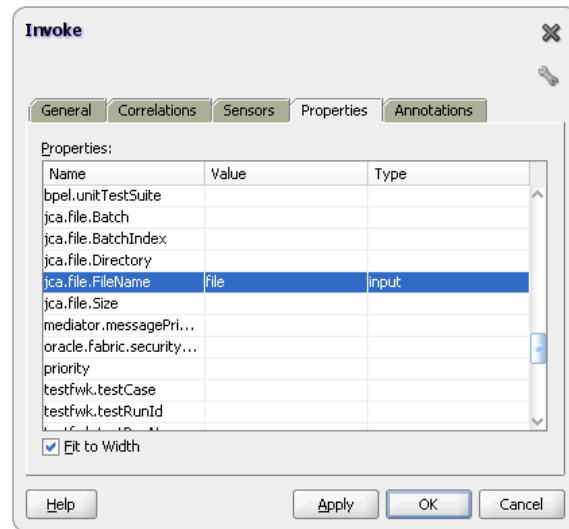 Invoke
General Correlations Sensors Properties Annotations
Properties:
Name Value Type
bpel.unitTestSuite
jca.file.Batch
jca.file.BatchIndex
jca.file.Directory
jca.file.FileName file input
jca.file.Size
mediator.messagePri...
oracle.fabric.security...
priority
testfwk.testCase
testfwk.testRunId
Fit to Width
Help Apply OK Cancel